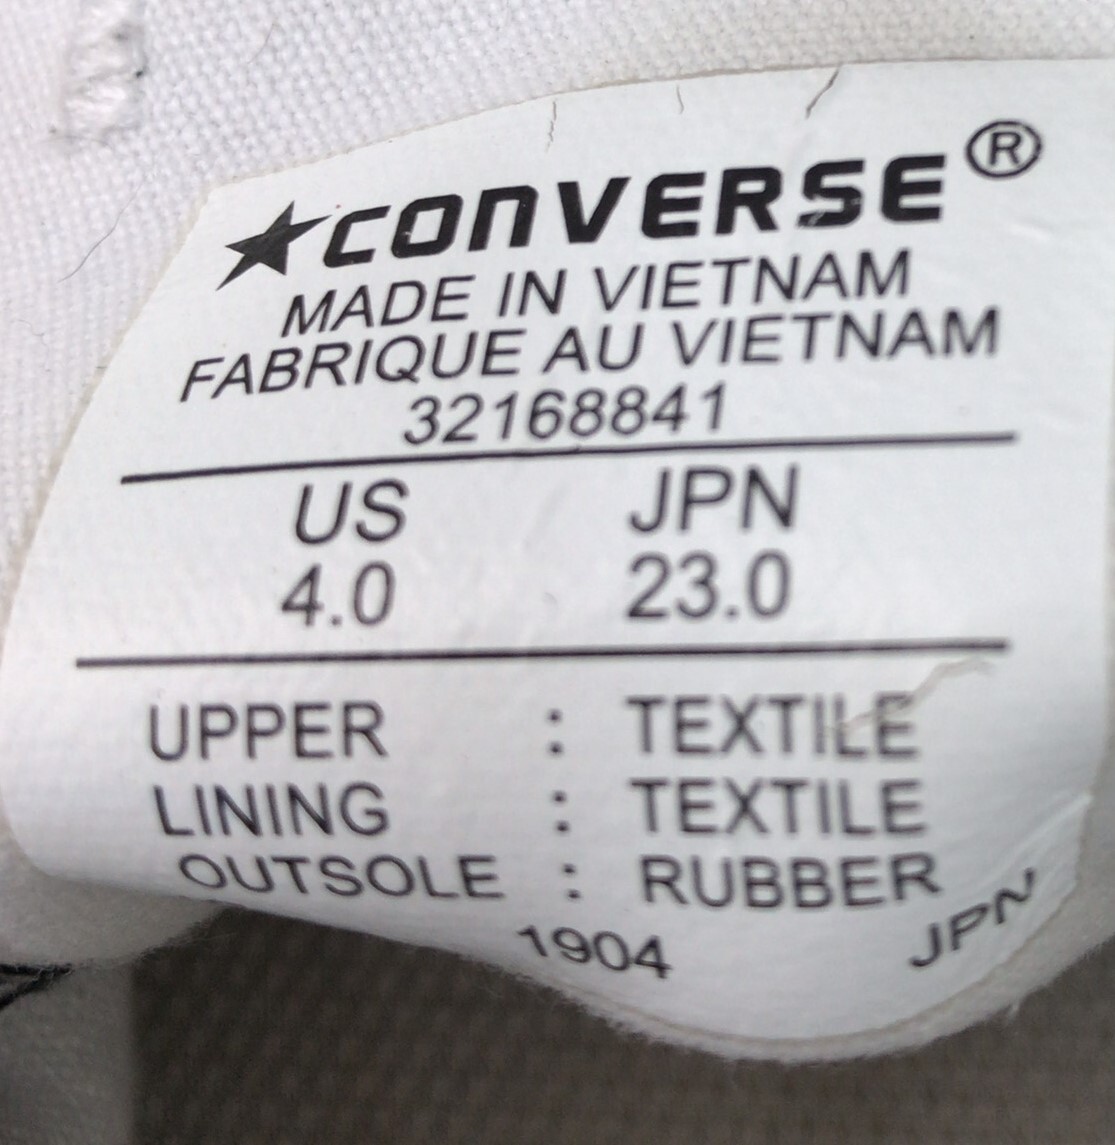 ★CONVERSE®
MADE IN VIETNAM
FABRIQUE AU VIETNAM
32168841
US JPN
4.0 23.0
UPPER : TEXTILE
LINING : TEXTILE
OUTSOLE : RUBBER
1904 JPN